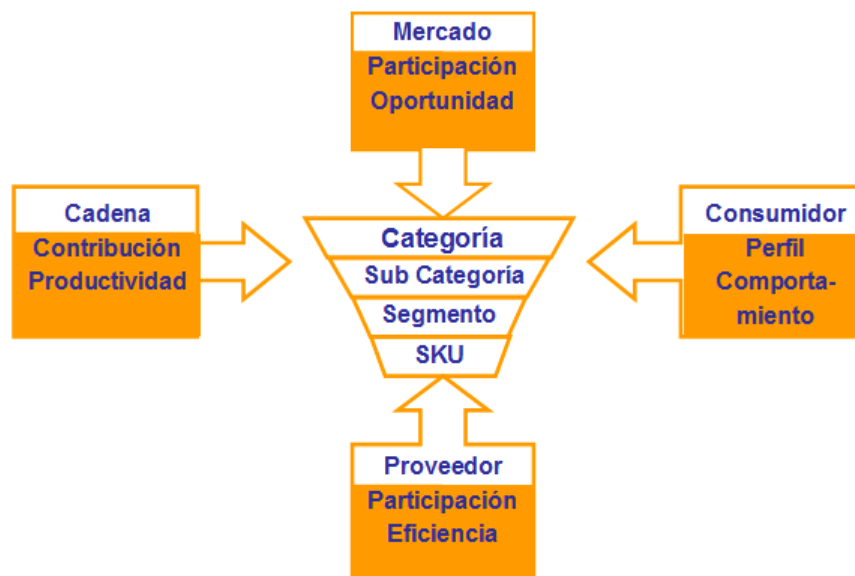 Mercado
Participación
Oportunidad
Cadena
Contribución
Productividad
Categoría
Sub Categoría
Segmento
SKU
Consumidor
Perfil
Comporta-
miento
Proveedor
Participación
Eficiencia